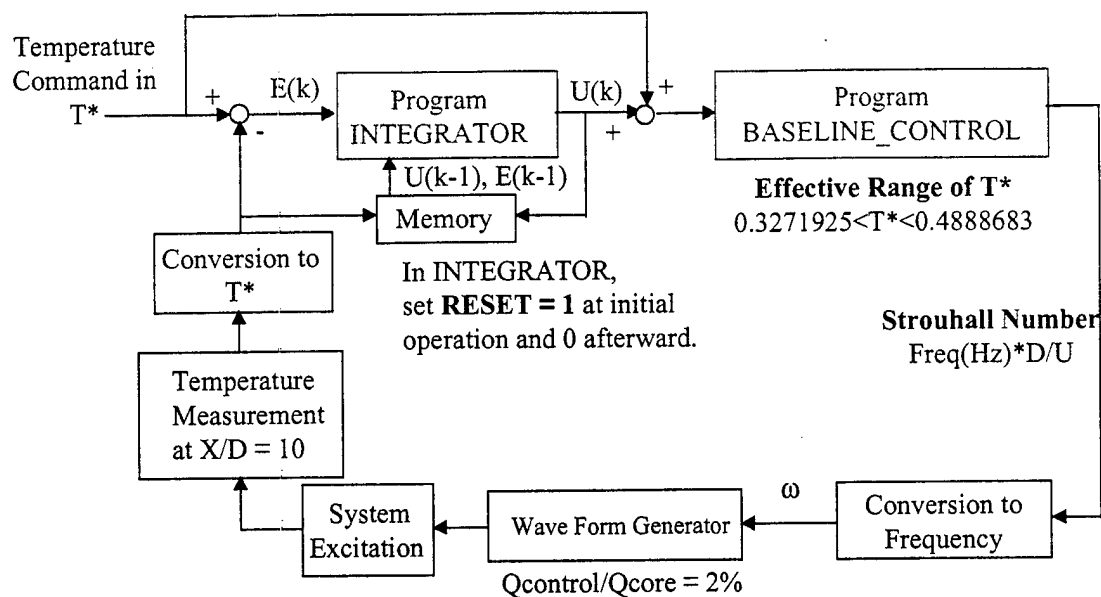 Temperature
Command in
T*
+
-
E(k)
Program
INTEGRATOR
U(k)
+
+
Program
BASELINE_CONTROL
U(k-1), E(k-1)
Memory
Effective Range of T*
0.3271925<T*<0.4888683
Conversion to
T*
In INTEGRATOR,
set RESET = 1 at initial
operation and 0 afterward.
Strouhall Number
Freq(Hz)*D/U
Temperature
Measurement
at X/D = 10
System
Excitation
Wave Form Generator
Qcontrol/Qcore = 2%
ω
Conversion to
Frequency